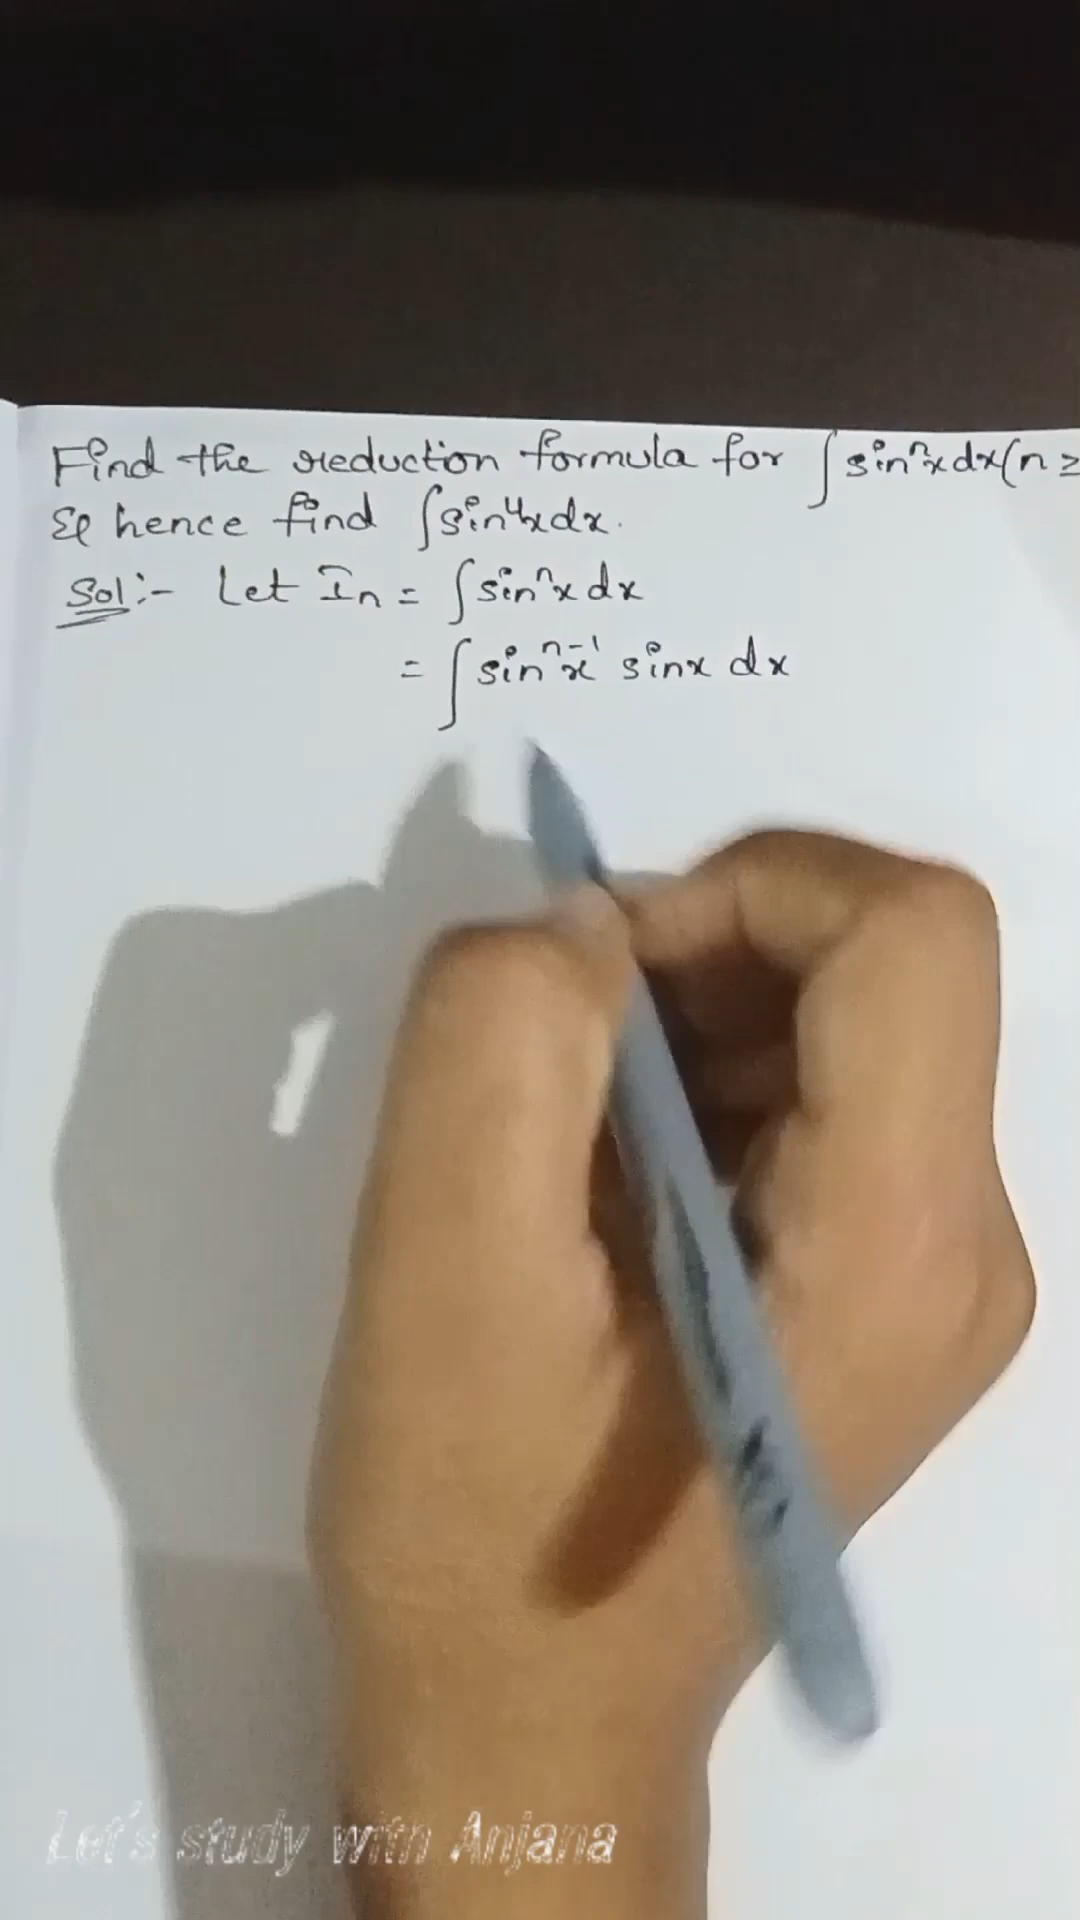 Find the reduction formula for ∫sinⁿx dx (n ≥
& hence find ∫sin⁴x dx.
Sol:- Let Iₙ = ∫sinⁿx dx
= ∫sinⁿ⁻¹x sinx dx
Let's study with Anjana